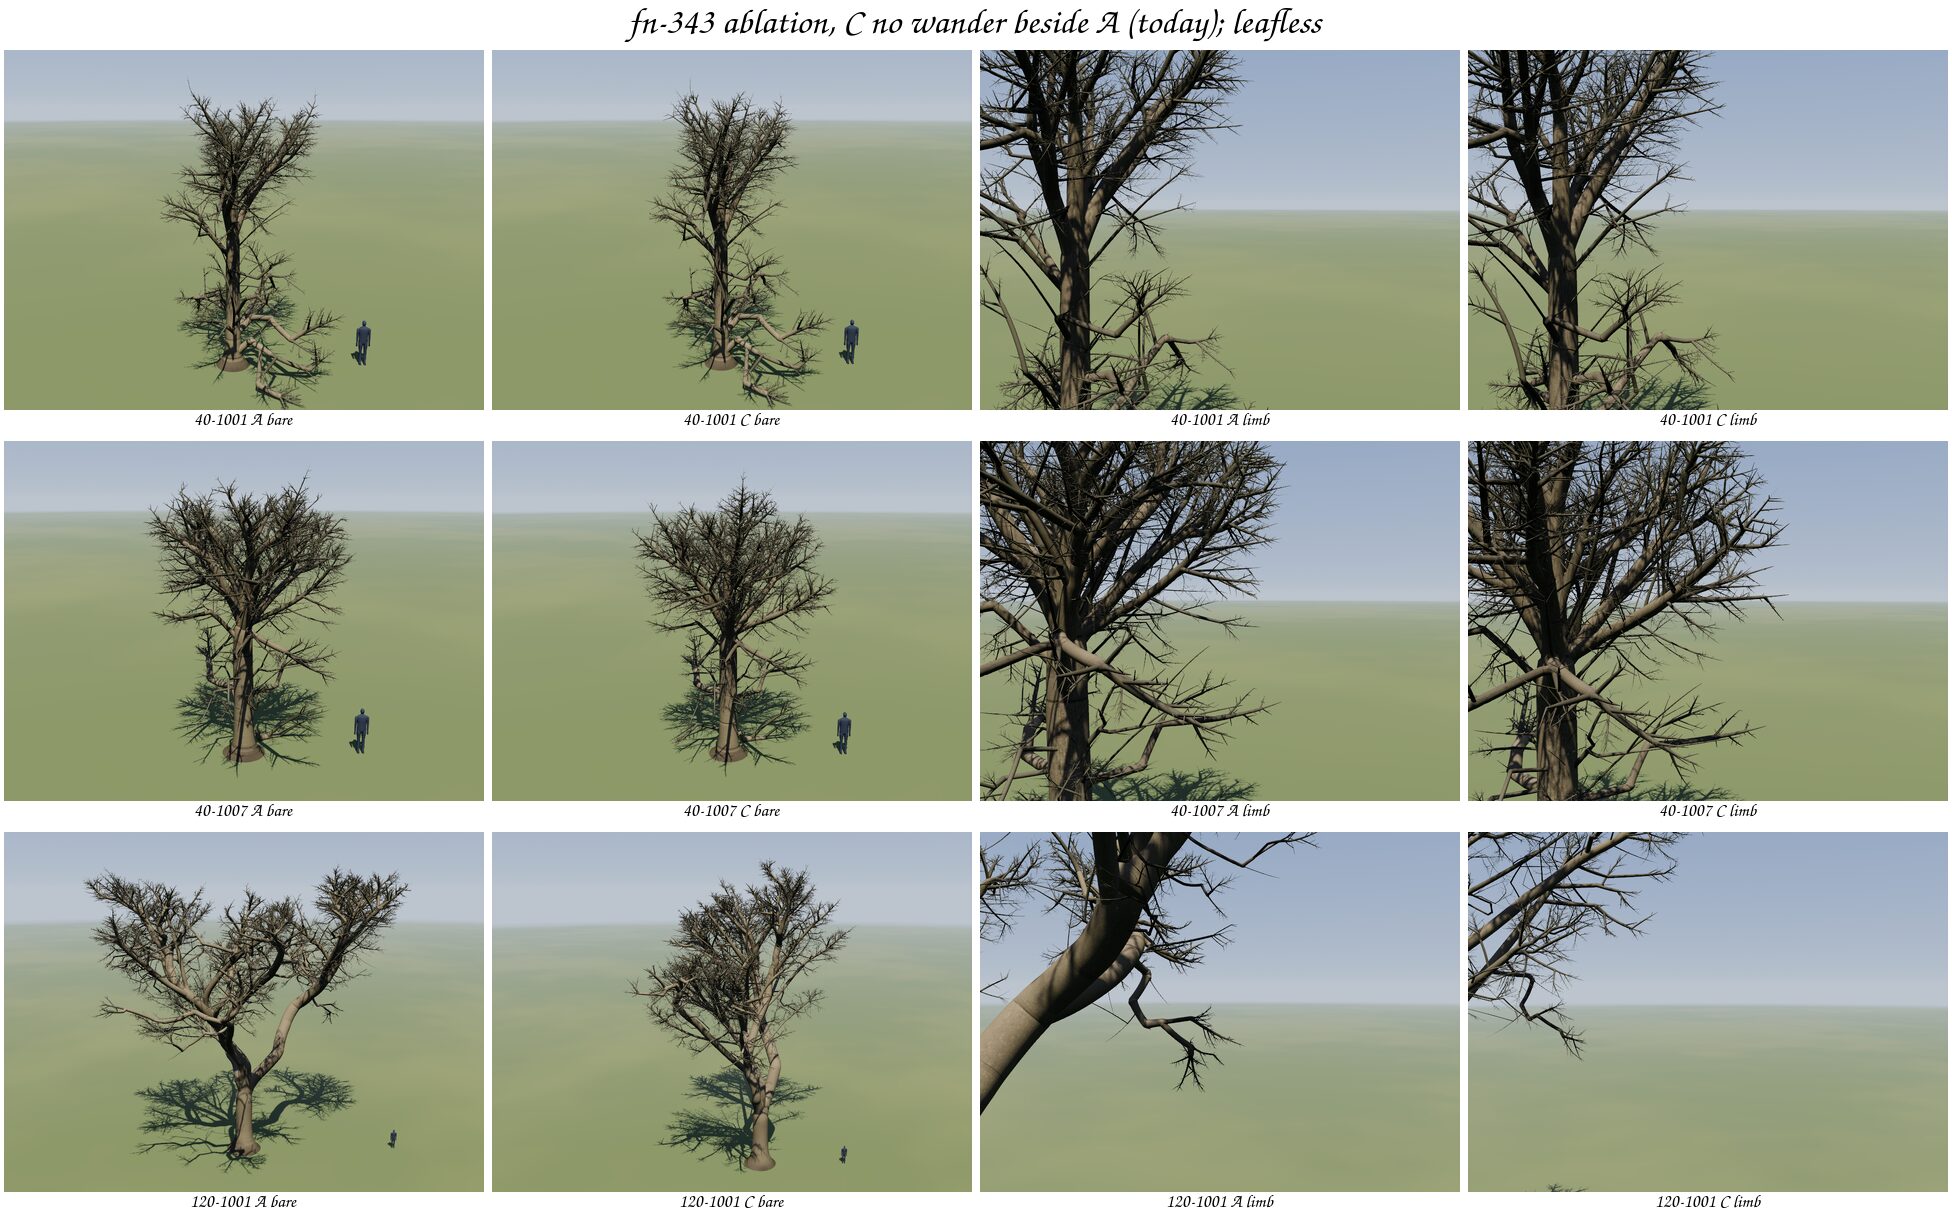 fn-343 ablation, C no wander beside A (today); leafless
40-1001 A bare
40-1001 C bare
40-1001 A limb
40-1001 C limb
40-1007 A bare
40-1007 C bare
40-1007 A limb
40-1007 C limb
120-1001 A bare
120-1001 C bare
120-1001 A limb
120-1001 C limb